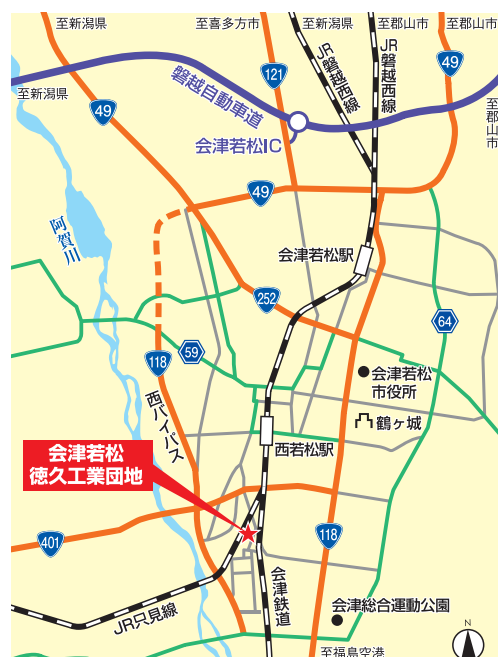 至新潟県
至喜多方市
至新潟県
至郡山市
至郡山市
JR磐越西線
JR磐越西線
121
49
至新潟県
49
磐越自動車道
会津若松IC
至郡山市
49
阿賀川
会津若松駅
252
64
118
59
会津若松
市役所
西バイパス
鶴ヶ城
西若松駅
会津若松
徳久工業団地
401
118
会津鉄道
JR只見線
会津総合運動公園
N
至福島空港